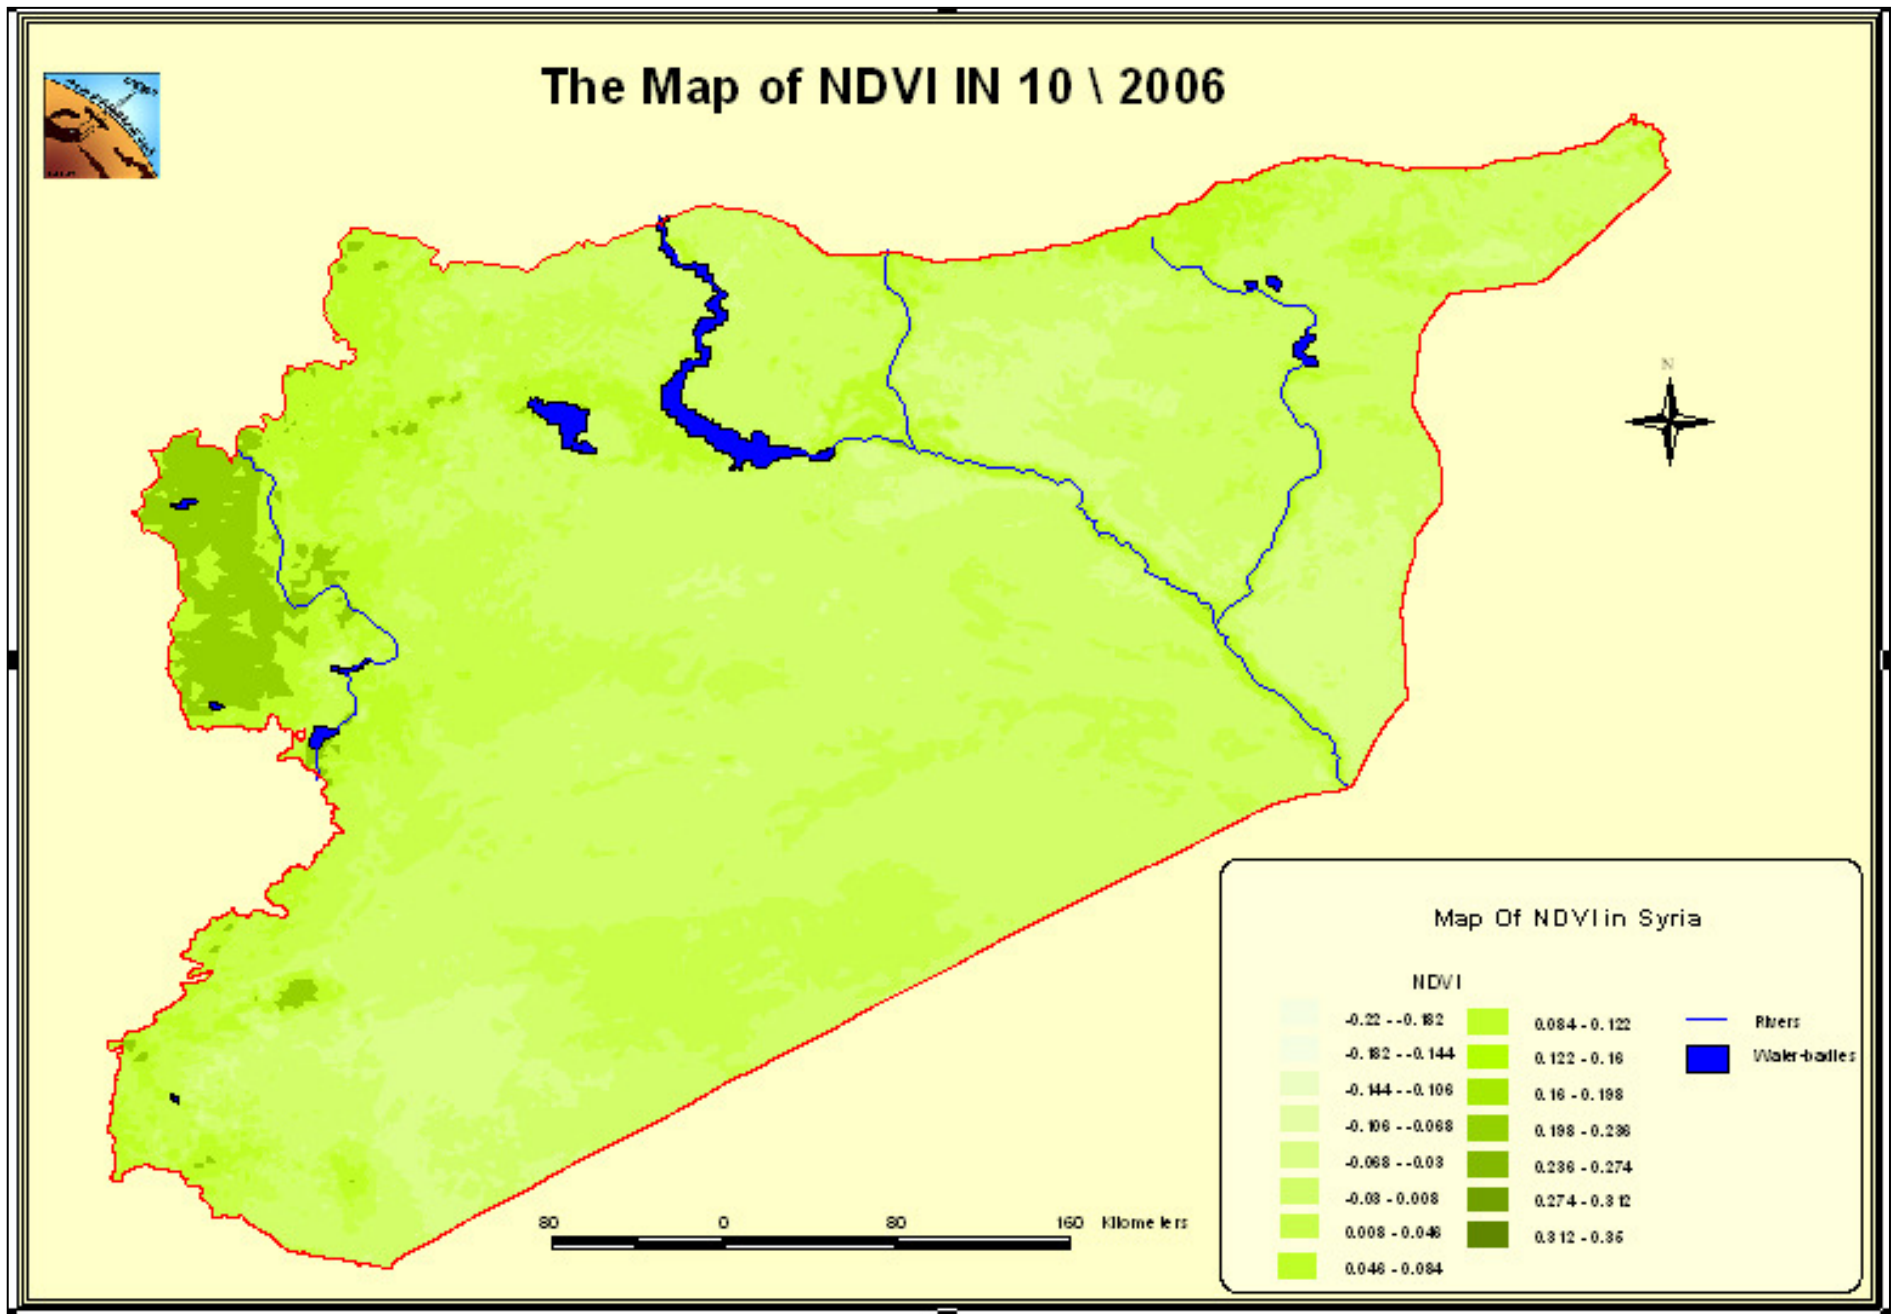 The Map of NDVI IN 10 \ 2006
N
Map Of NDVI in Syria
NDVI
-0.22 - -0.182
-0.182 - -0.144
-0.144 - -0.106
-0.106 - -0.068
-0.068 - -0.03
-0.03 - 0.008
0.008 - 0.046
0.046 - 0.084
0.084 - 0.122
0.122 - 0.16
0.16 - 0.198
0.198 - 0.236
0.236 - 0.274
0.274 - 0.312
0.312 - 0.35
Rivers
Water-badies
80 0 80 160 Kilometers